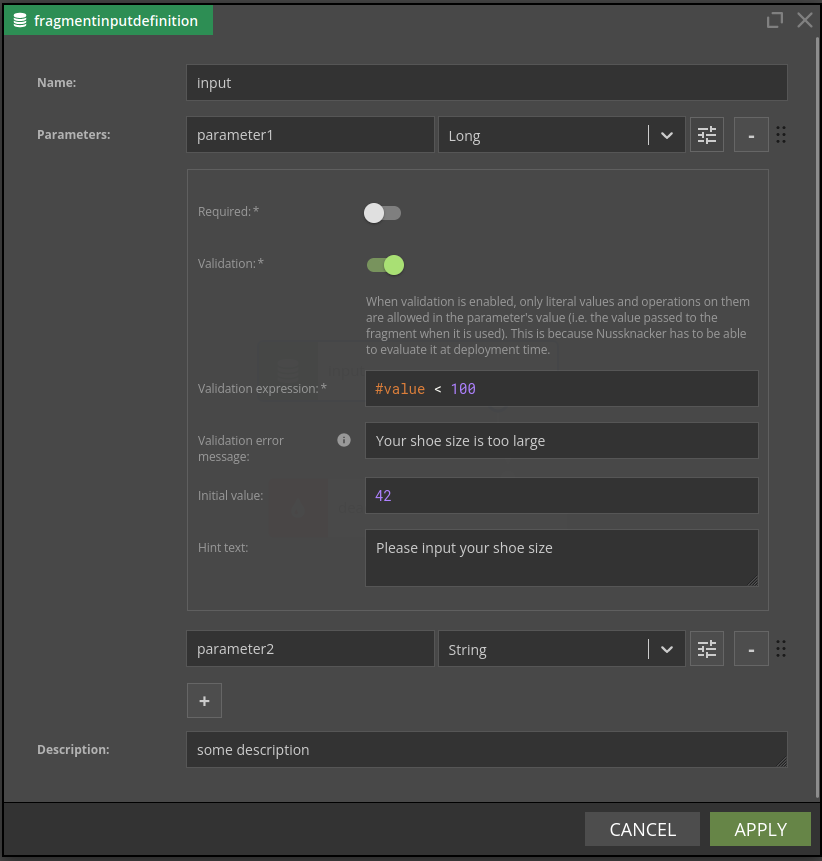 fragmentinputdefinition
Name:
input
Parameters:
parameter1
Long
-
Required: *
Validation: *
When validation is enabled, only literal values and operations on them
are allowed in the parameter's value (i.e. the value passed to the
fragment when it is used). This is because Nussknacker has to be able
to evaluate it at deployment time.
Validation expression: *
#value < 100
Validation error
message:
Your shoe size is too large
Initial value:
42
Hint text:
Please input your shoe size
parameter2
String
-
+
Description:
some description
CANCEL
APPLY